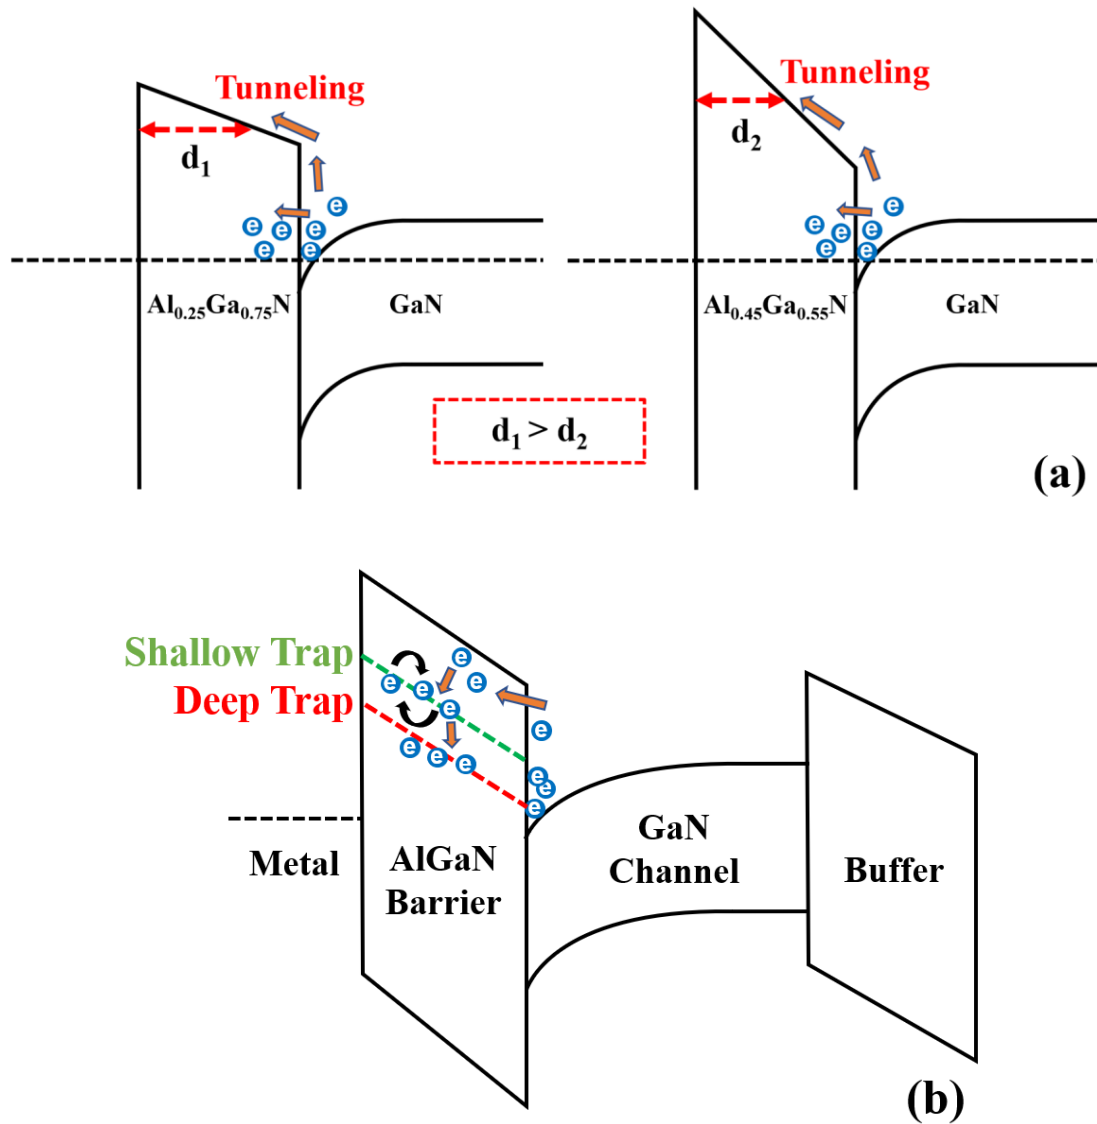 Tunneling
d1
Al0.25Ga0.75N
GaN
Tunneling
d2
Al0.45Ga0.55N
GaN
e e e e e e
e e e e e e
d1 > d2
(a)
Shallow Trap
Deep Trap
e e e e e e e e e e e e
Metal
AlGaN
Barrier
GaN
Channel
Buffer
(b)